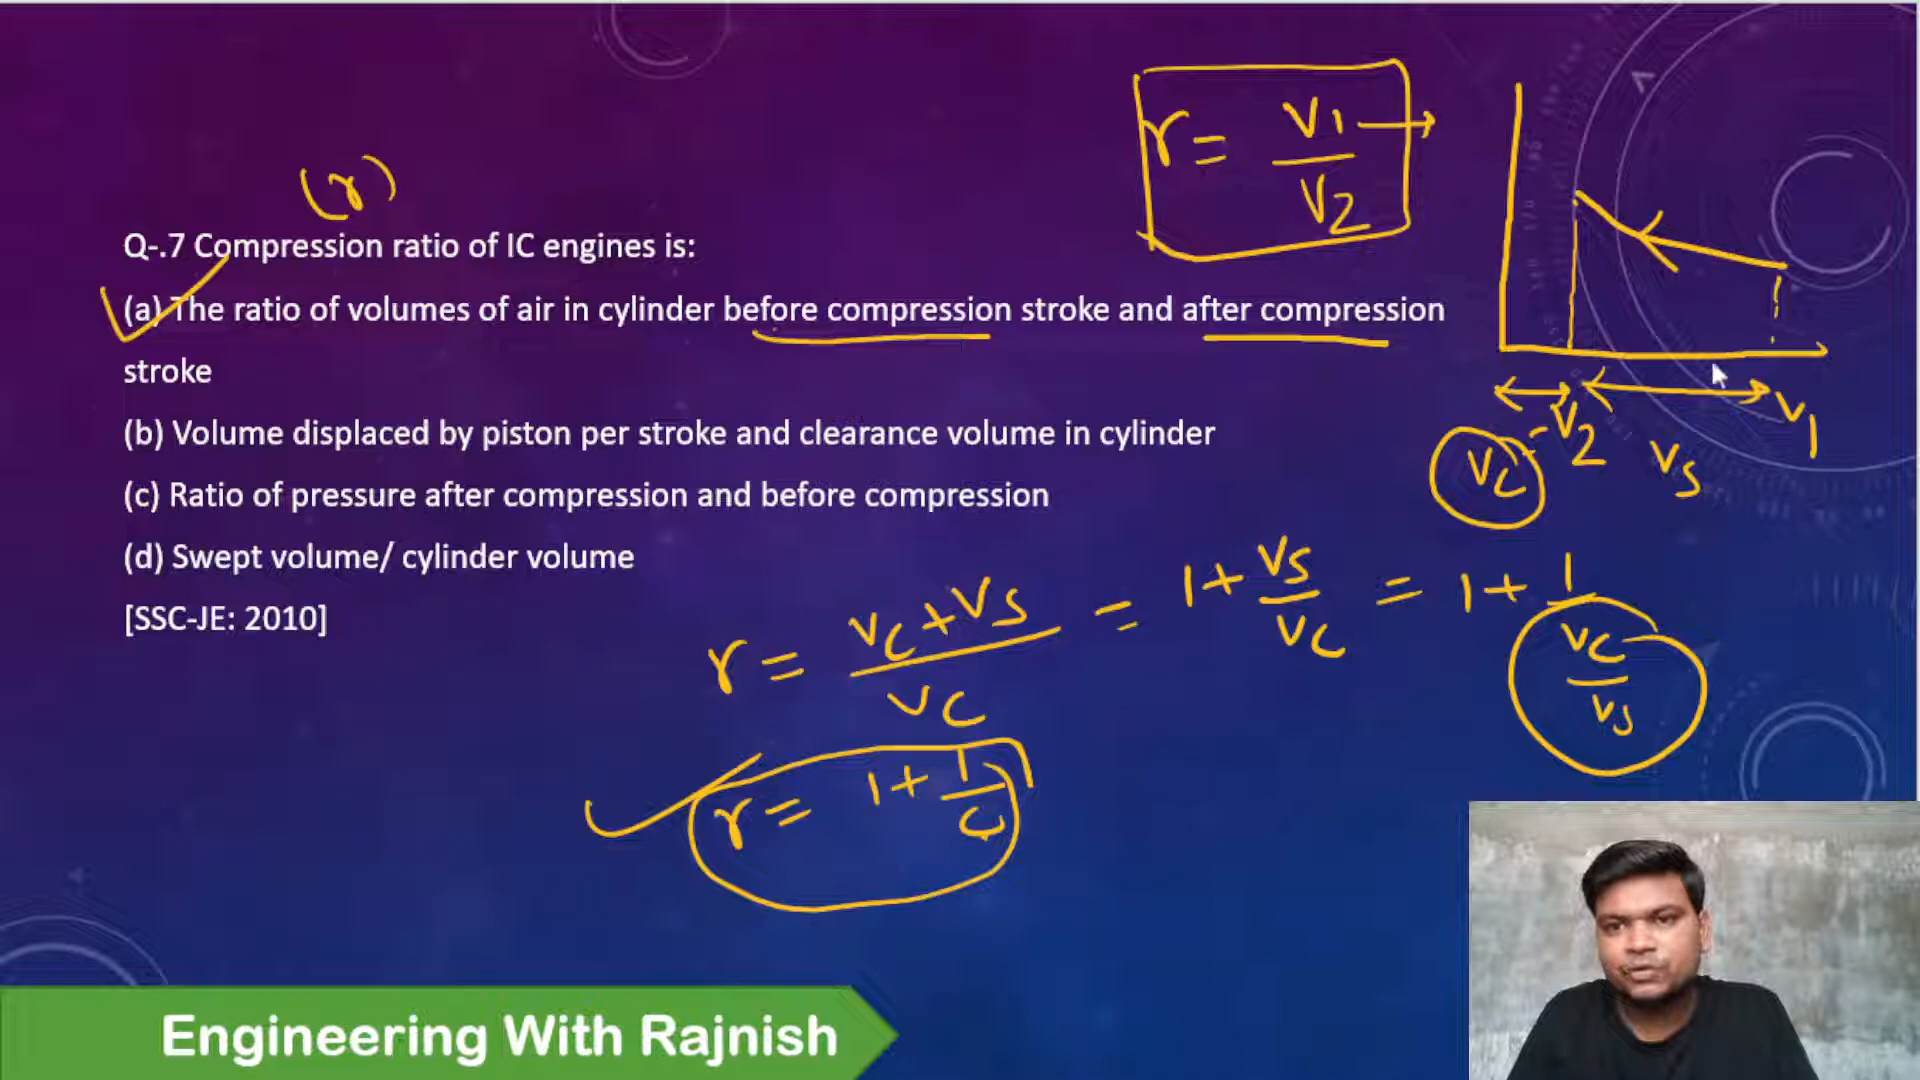 (r)
r = V1/V2
Q-.7 Compression ratio of IC engines is:
(a) The ratio of volumes of air in cylinder before compression stroke and after compression
stroke
(b) Volume displaced by piston per stroke and clearance volume in cylinder
(c) Ratio of pressure after compression and before compression
(d) Swept volume/ cylinder volume
[SSC-JE: 2010]
Vc = V2 Vs V1
r = Vc + Vs/Vc = 1 + Vs/Vc = 1 + 1/Vc/Vs
r = 1 + 1/c
Engineering With Rajnish